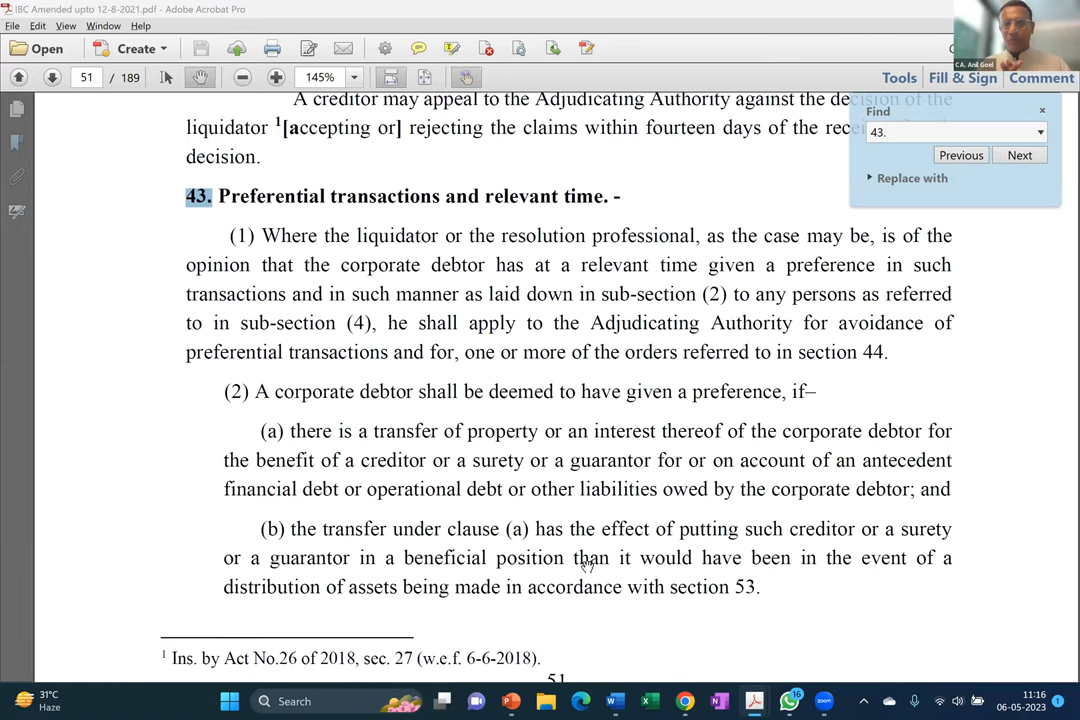 IBC Amended upto 12-8-2021.pdf - Adobe Acrobat Pro
File Edit View Window Help
Open Create
51 / 189 145% Tools Fill & Sign Comment
C.A. Anil Goel
Find
43.
Previous Next
Replace with
A creditor may appeal to the Adjudicating Authority against the decision of the
liquidator 1[accepting or] rejecting the claims within fourteen days of the
decision.
43. Preferential transactions and relevant time. -
(1) Where the liquidator or the resolution professional, as the case may be, is of the
opinion that the corporate debtor has at a relevant time given a preference in such
transactions and in such manner as laid down in sub-section (2) to any persons as referred
to in sub-section (4), he shall apply to the Adjudicating Authority for avoidance of
preferential transactions and for, one or more of the orders referred to in section 44.
(2) A corporate debtor shall be deemed to have given a preference, if–
(a) there is a transfer of property or an interest thereof of the corporate debtor for
the benefit of a creditor or a surety or a guarantor for or on account of an antecedent
financial debt or operational debt or other liabilities owed by the corporate debtor; and
(b) the transfer under clause (a) has the effect of putting such creditor or a surety
or a guarantor in a beneficial position than it would have been in the event of a
distribution of assets being made in accordance with section 53.
1 Ins. by Act No.26 of 2018, sec. 27 (w.e.f. 6-6-2018).
51
31°C
Haze
Search
16
zoom
11:16
06-05-2023